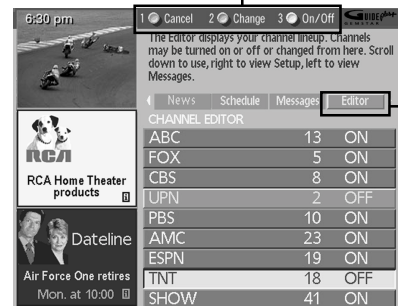 6:30 pm
1 Cancel 2 Change 3 On/Off GUIDE Plus+
GEMSTAR
The Editor displays your channel lineup. Channels
may be turned on or off or changed from here. Scroll
down to use, right to view Setup, left to view
Messages.
News Schedule Messages Editor
CHANNEL EDITOR
ABC 13 ON
FOX 5 ON
CBS 8 ON
UPN 2 OFF
PBS 10 ON
AMC 23 ON
ESPN 19 ON
TNT 18 OFF
SHOW 41 ON
RCA
RCA Home Theater
products
Dateline
Air Force One retires
Mon. at 10:00